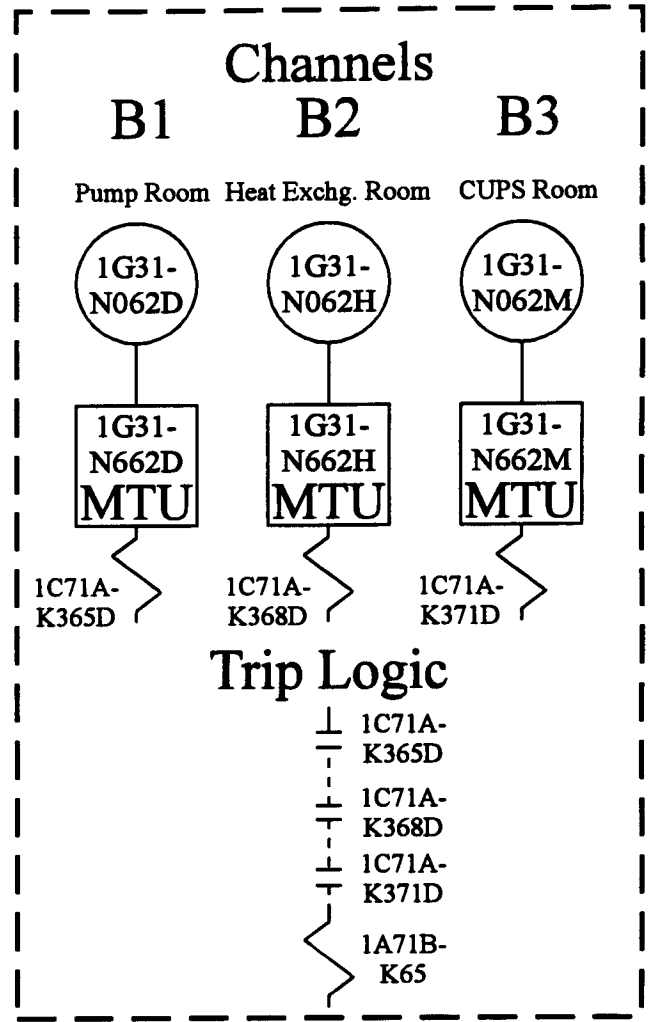 Channels
B1 B2 B3
Pump Room Heat Exchg. Room CUPS Room
1G31- 1G31- 1G31-
N062D N062H N062M
1G31- 1G31- 1G31-
N662D N662H N662M
MTU MTU MTU
1C71A- 1C71A- 1C71A-
K365D K368D K371D
Trip Logic
1C71A-
K365D
1C71A-
K368D
1C71A-
K371D
1A71B-
K65